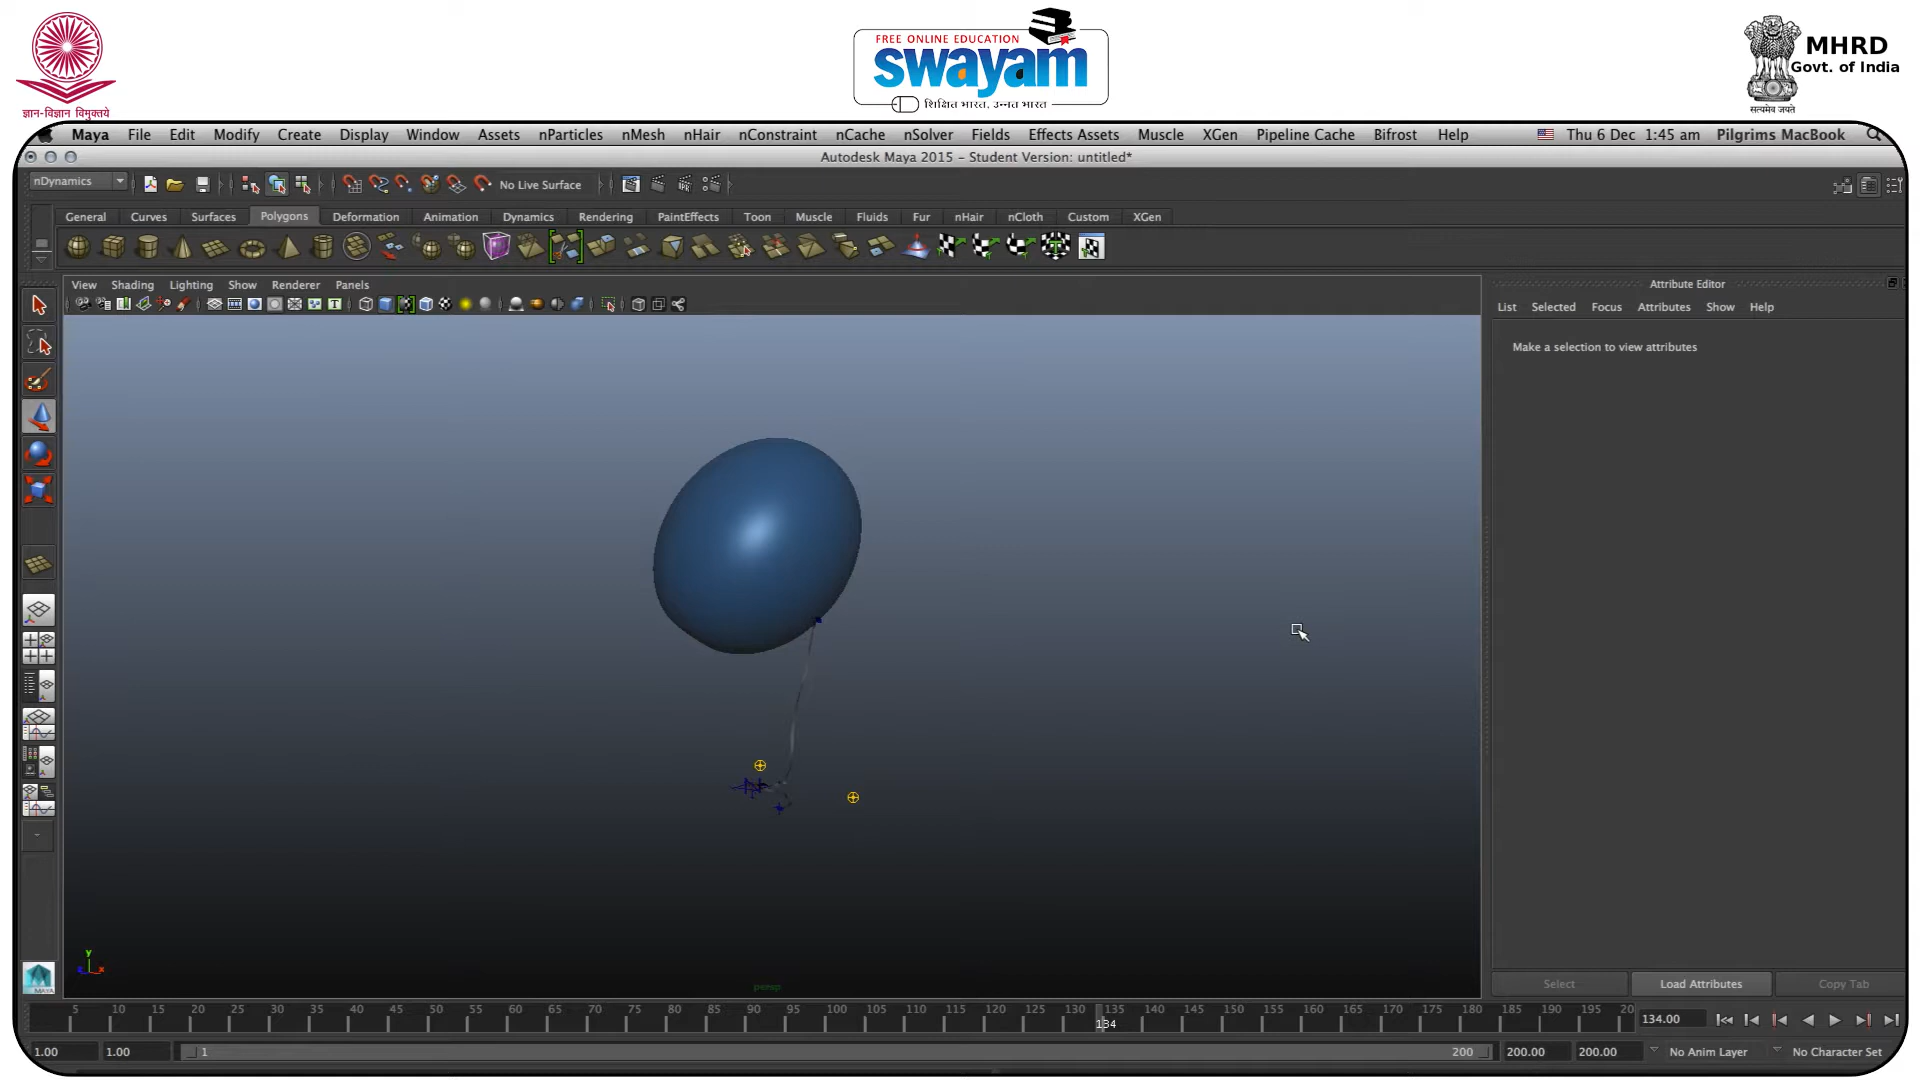 ज्ञान-विज्ञान विमुक्तये
FREE ONLINE EDUCATION
swayam
शिक्षित भारत, उन्नत भारत
सत्यमेव जयते
MHRD
Govt. of India
Maya File Edit Modify Create Display Window Assets nParticles nMesh nHair nConstraint nCache nSolver Fields Effects Assets Muscle XGen Pipeline Cache Bifrost Help Thu 6 Dec 1:45 am Pilgrims MacBook
Autodesk Maya 2015 – Student Version: untitled*
nDynamics No Live Surface
General Curves Surfaces Polygons Deformation Animation Dynamics Rendering PaintEffects Toon Muscle Fluids Fur nHair nCloth Custom XGen
View Shading Lighting Show Renderer Panels
Attribute Editor
List Selected Focus Attributes Show Help
Make a selection to view attributes
y
z x
persp
MAYA
Select Load Attributes Copy Tab
5 10 15 20 25 30 35 40 45 50 55 60 65 70 75 80 85 90 95 100 105 110 115 120 125 130 135 140 145 150 155 160 165 170 175 180 185 190 195 20
134 134.00
1.00 1.00 1 200 200.00 200.00 No Anim Layer No Character Set